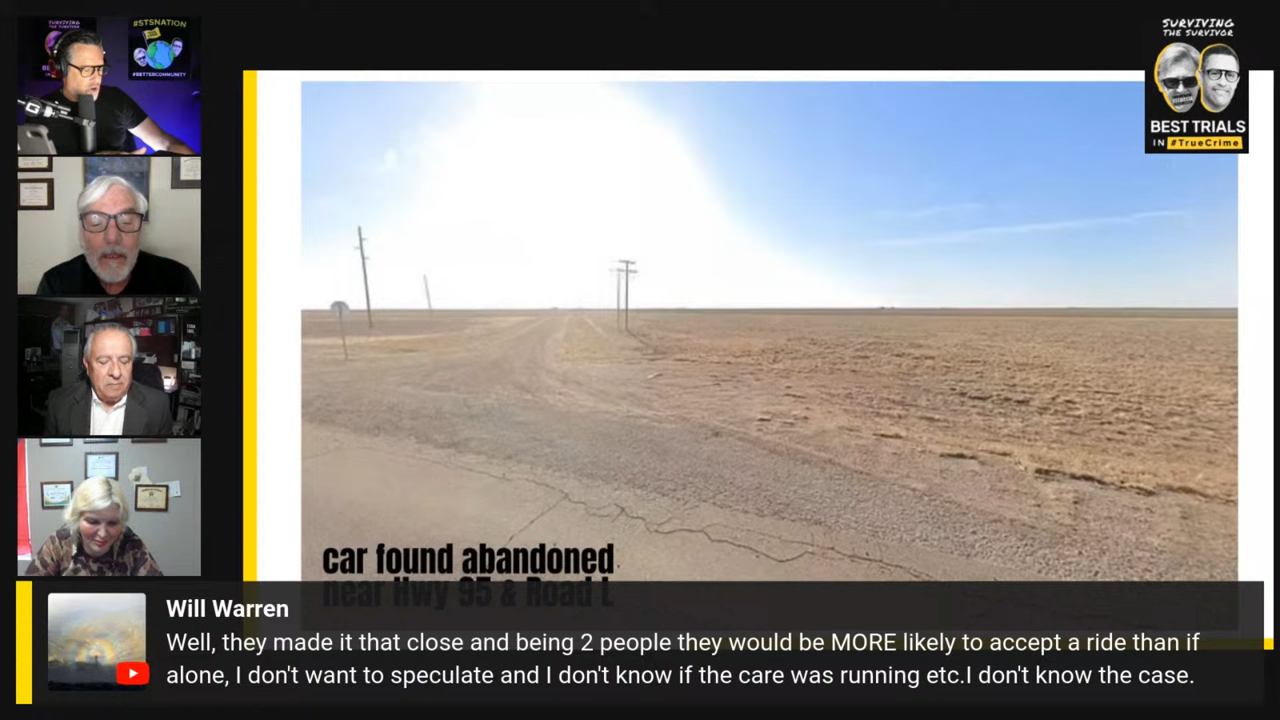 #STSNATION
#BETTERCOMMUNITY
SURVIVING
THE SURVIVOR
BEST TRIALS
IN #TrueCrime
car found abandoned
near Hwy 95 & Road L
Will Warren
Well, they made it that close and being 2 people they would be MORE likely to accept a ride than if
alone, I don't want to speculate and I don't know if the care was running etc.I don't know the case.